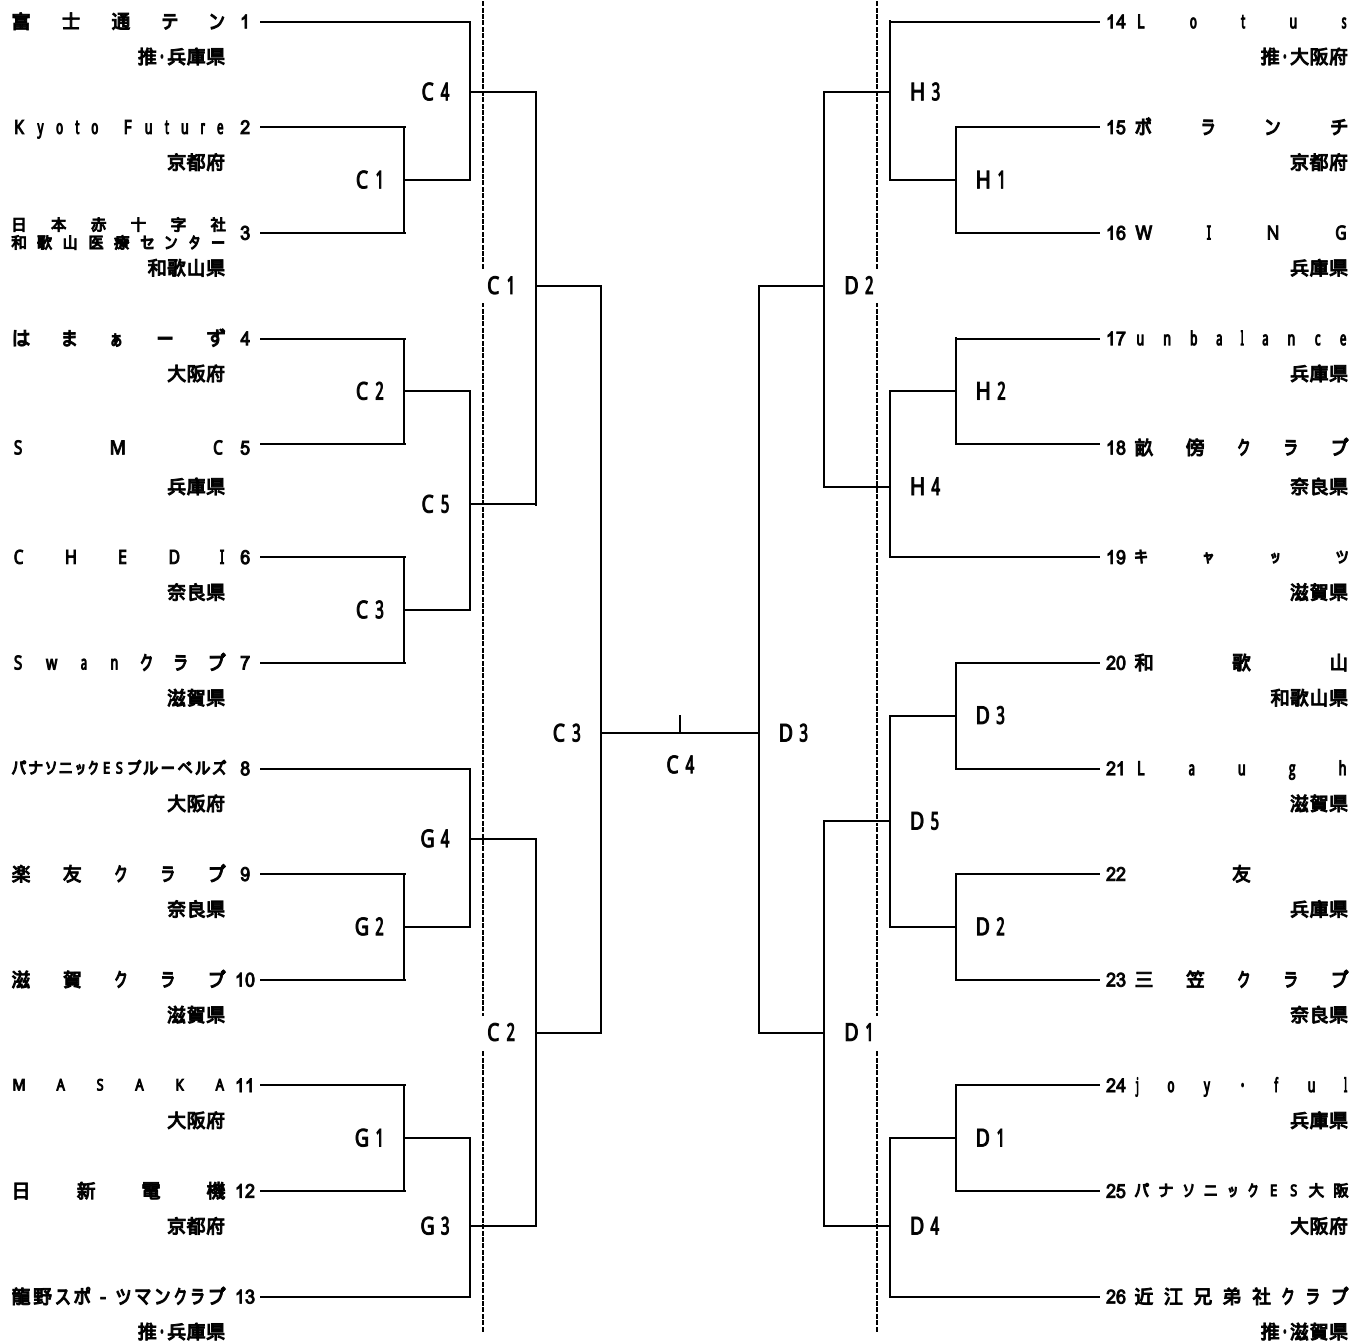 富士通テン 1
推・兵庫県
C4
Kyoto Future 2
京都府
C1
日本赤十字社
和歌山医療センター 3
和歌山県
C1
はまぁーず 4
大阪府
C2
SMC 5
兵庫県
C5
CHEDI 6
奈良県
C3
Swanクラブ 7
滋賀県
C3
パナソニックESブルーベルズ 8
大阪府
G4
楽友クラブ 9
奈良県
G2
滋賀クラブ 10
滋賀県
C2
MASAKA 11
大阪府
G1
日新電機 12
京都府
G3
龍野スポ-ツマンクラブ 13
推・兵庫県
C4
14 Lotus
推・大阪府
H3
15 ボランチ
京都府
H1
16 WING
兵庫県
D2
17 unbalance
兵庫県
H2
18 畝傍クラブ
奈良県
H4
19 キャッツ
滋賀県
20 和歌山
和歌山県
D3
D3
21 Laugh
滋賀県
D5
22 友
兵庫県
D2
23 三笠クラブ
奈良県
D1
24 joy・ful
兵庫県
D1
25 パナソニックES大阪
大阪府
D4
26 近江兄弟社クラブ
推・滋賀県